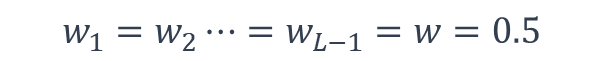 w₁ = w₂ ⋯ = w_{L−1} = w = 0.5